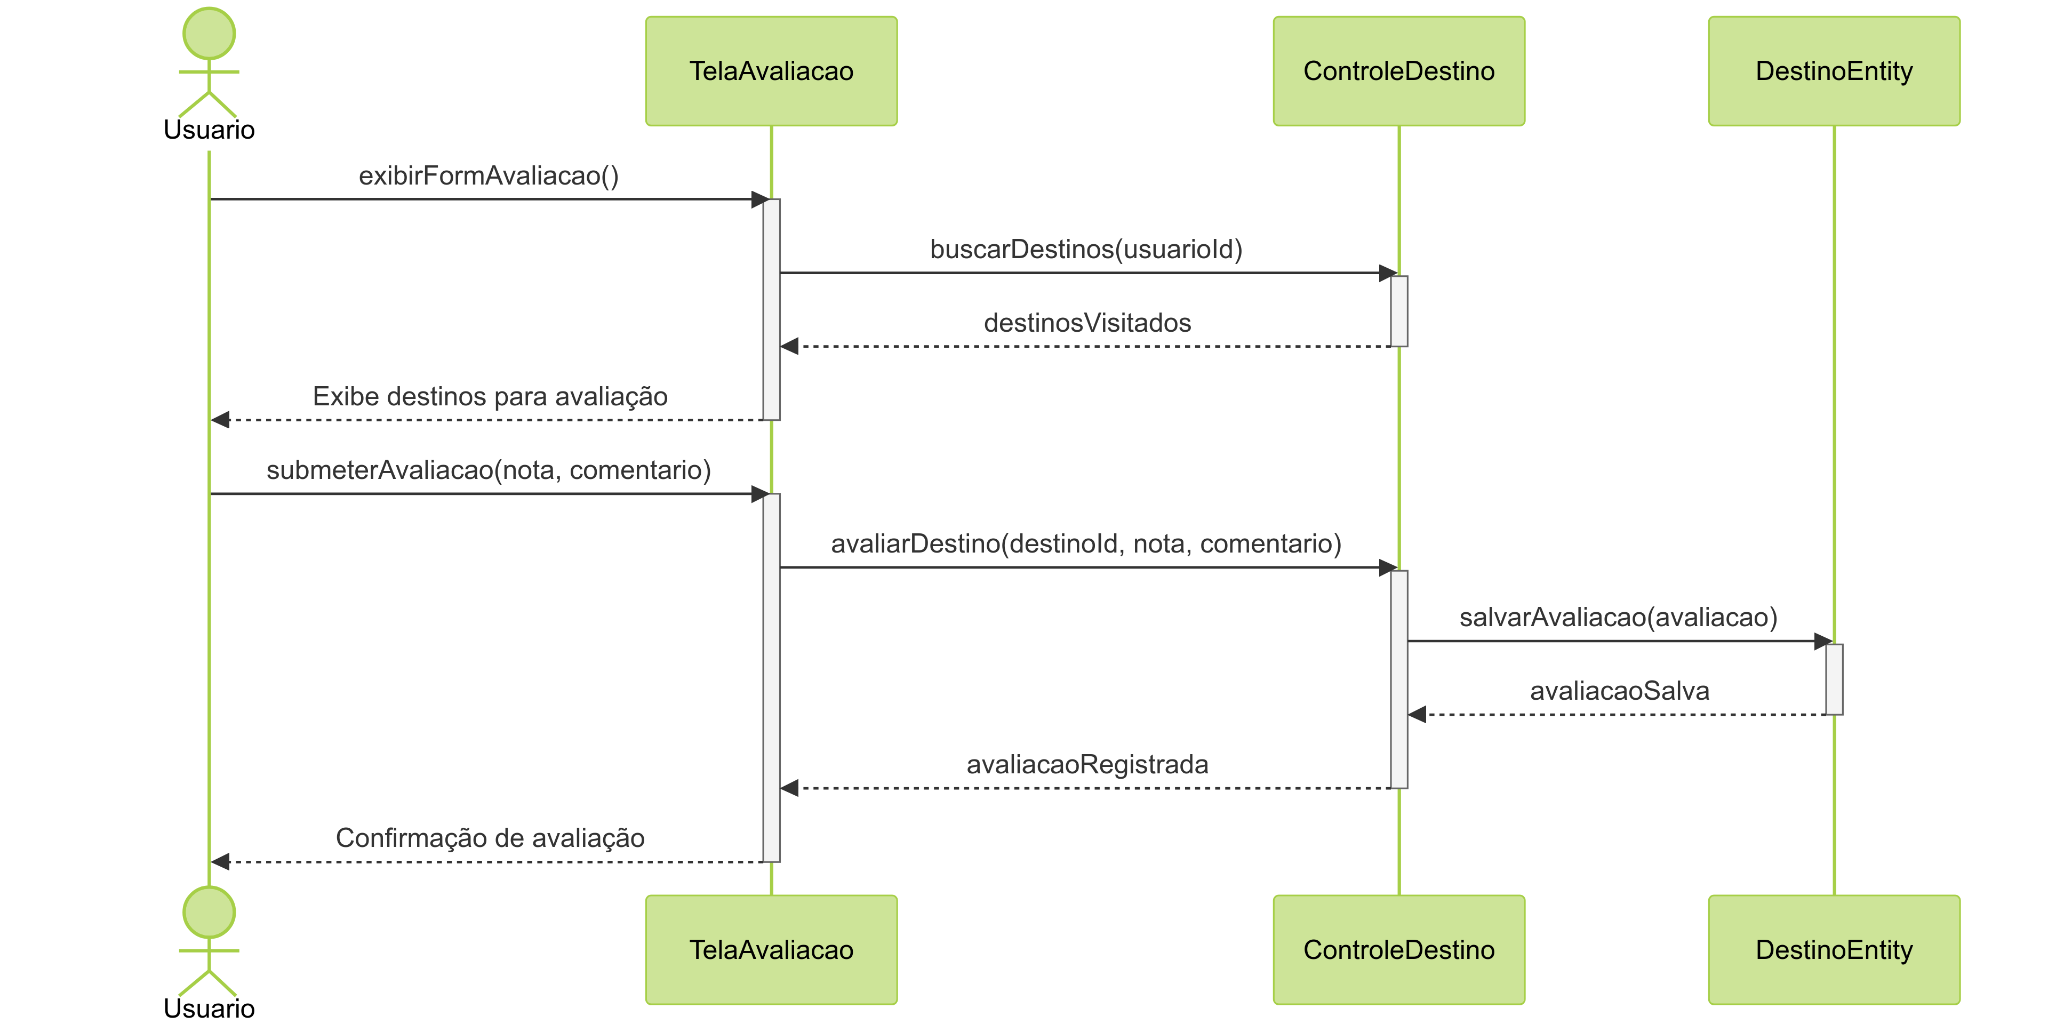 Usuario
TelaAvaliacao
ControleDestino
DestinoEntity
exibirFormAvaliacao()
buscarDestinos(usuarioId)
destinosVisitados
Exibe destinos para avaliação
submeterAvaliacao(nota, comentario)
avaliarDestino(destinoId, nota, comentario)
salvarAvaliacao(avaliacao)
avaliacaoSalva
avaliacaoRegistrada
Confirmação de avaliação
Usuario
TelaAvaliacao
ControleDestino
DestinoEntity